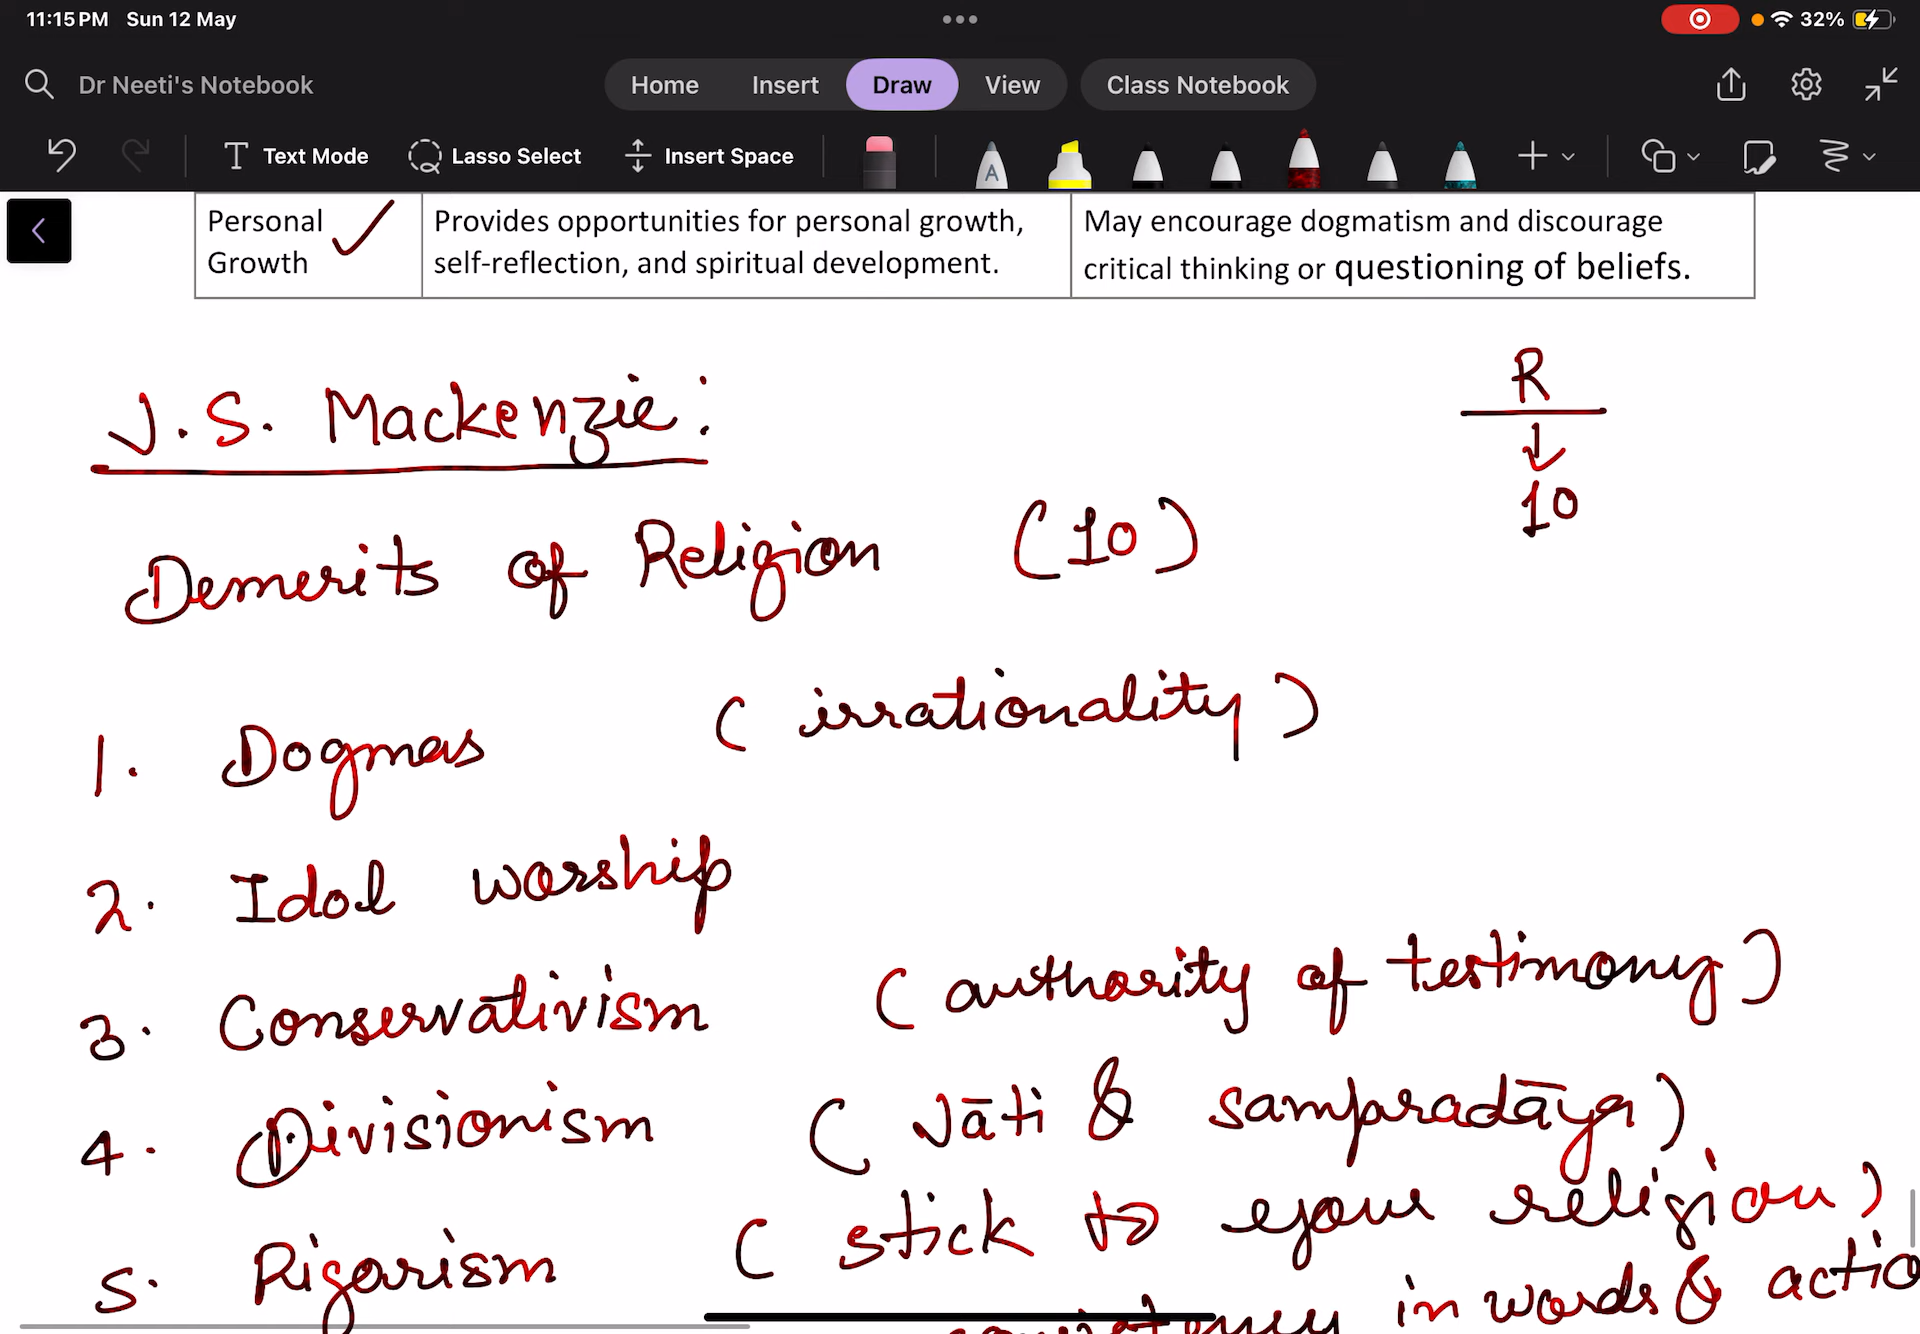 11:15 PM Sun 12 May
32%
Dr Neeti's Notebook
Home Insert Draw View Class Notebook
Text Mode Lasso Select Insert Space
A
Personal Growth
Provides opportunities for personal growth,
self-reflection, and spiritual development.
May encourage dogmatism and discourage
critical thinking or questioning of beliefs.
J.S. Mackenzie:
R
10
Demerits of Religion (10)
1. Dogmas (irrationality)
2. Idol worship
3. Conservativism (authority of testimony)
4. Divisionism (Jāti & sampradāya)
5. Rigorism (stick to your religion)
in words & actio